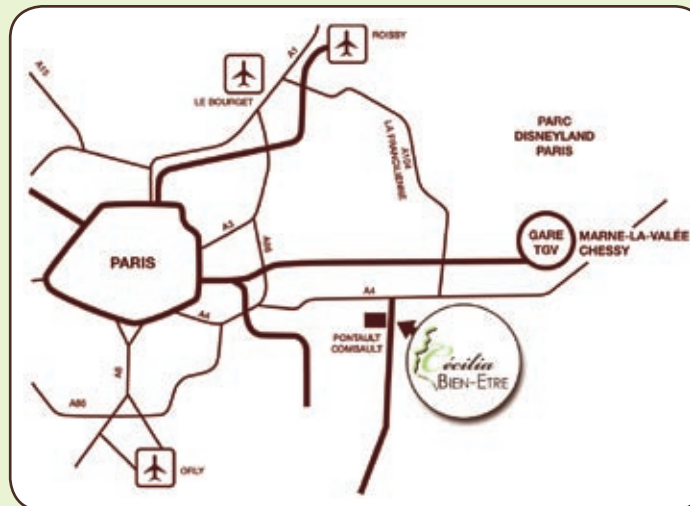 ROISSY
A1
A15
LE BOURGET
PARC
DISNEYLAND
PARIS
A104
LA FRANCILIENNE
A3
A86
GARE
TGV
MARNE-LA-VALÉE
CHESSY
PARIS
A4
A4
PONTAULT
COMBAULT
Cécilia
BIEN-ETRE
A6
A86
ORLY